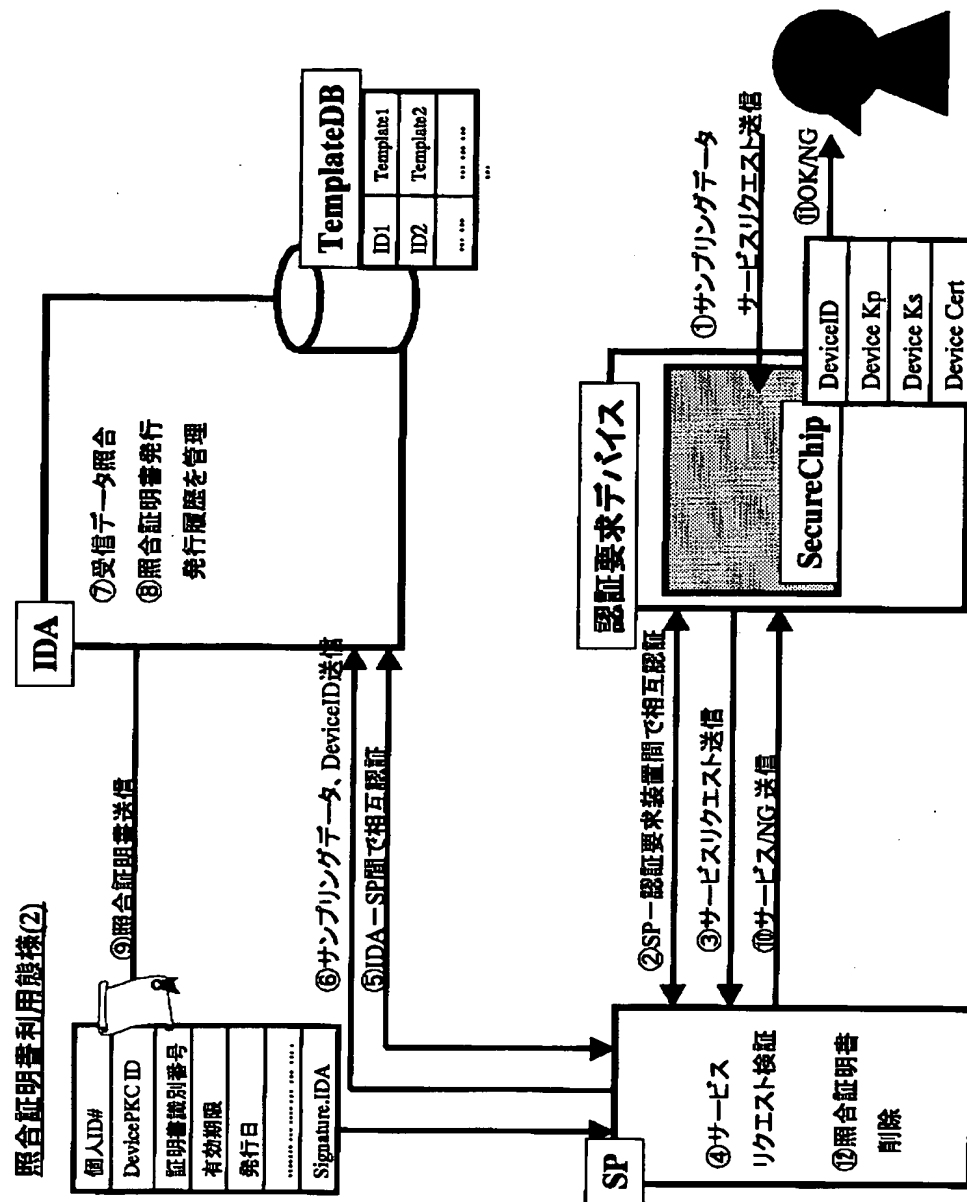 照合証明書利用態様(2)
個人ID#
DevicePKC ID
証明書識別番号
有効期限
発行日
..................
Signature.IDA
⑨照合証明書送信
IDA
⑦受信データ照合
⑧照合証明書発行
発行履歴を管理
TemplateDB
ID1 Template1
ID2 Template2
... ... ... ... ...
...
⑥サンプリングデータ、DeviceID送信
⑤IDA－SP間で相互認証
SP
④サービス
リクエスト検証
⑫照合証明書
削除
②SP－認証要求装置間で相互認証
③サービスリクエスト送信
⑩サービス/NG 送信
認証要求デバイス
SecureChip
DeviceID
Device Kp
Device Ks
Device Cert
①サンプリングデータ
サービスリクエスト送信
⑪OK/NG